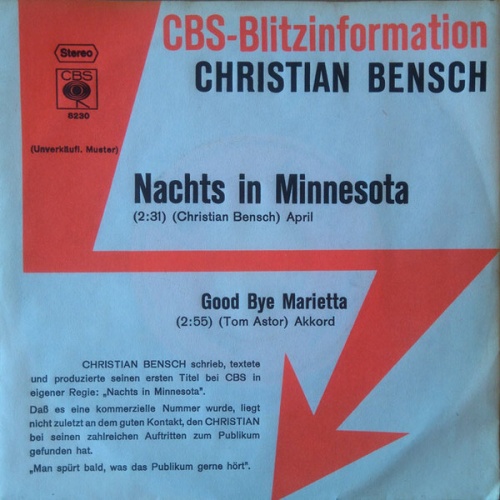 CBS-Blitzinformation
Stereo
CHRISTIAN BENSCH
CBS
6230
(Unverkäufl. Muster)
Nachts in Minnesota
(2:31) (Christian Bensch) April
Good Bye Marietta
(2:55) (Tom Astor) Akkord
CHRISTIAN BENSCH schrieb, textete
und produzierte seinen ersten Titel bei CBS in
eigener Regie: „Nachts in Minnesota".
Daß es eine kommerzielle Nummer wurde, liegt
nicht zuletzt an dem guten Kontakt, den CHRISTIAN
bei seinen zahlreichen Auftritten zum Publikum
gefunden hat.
„Man spürt bald, was das Publikum gerne hört".